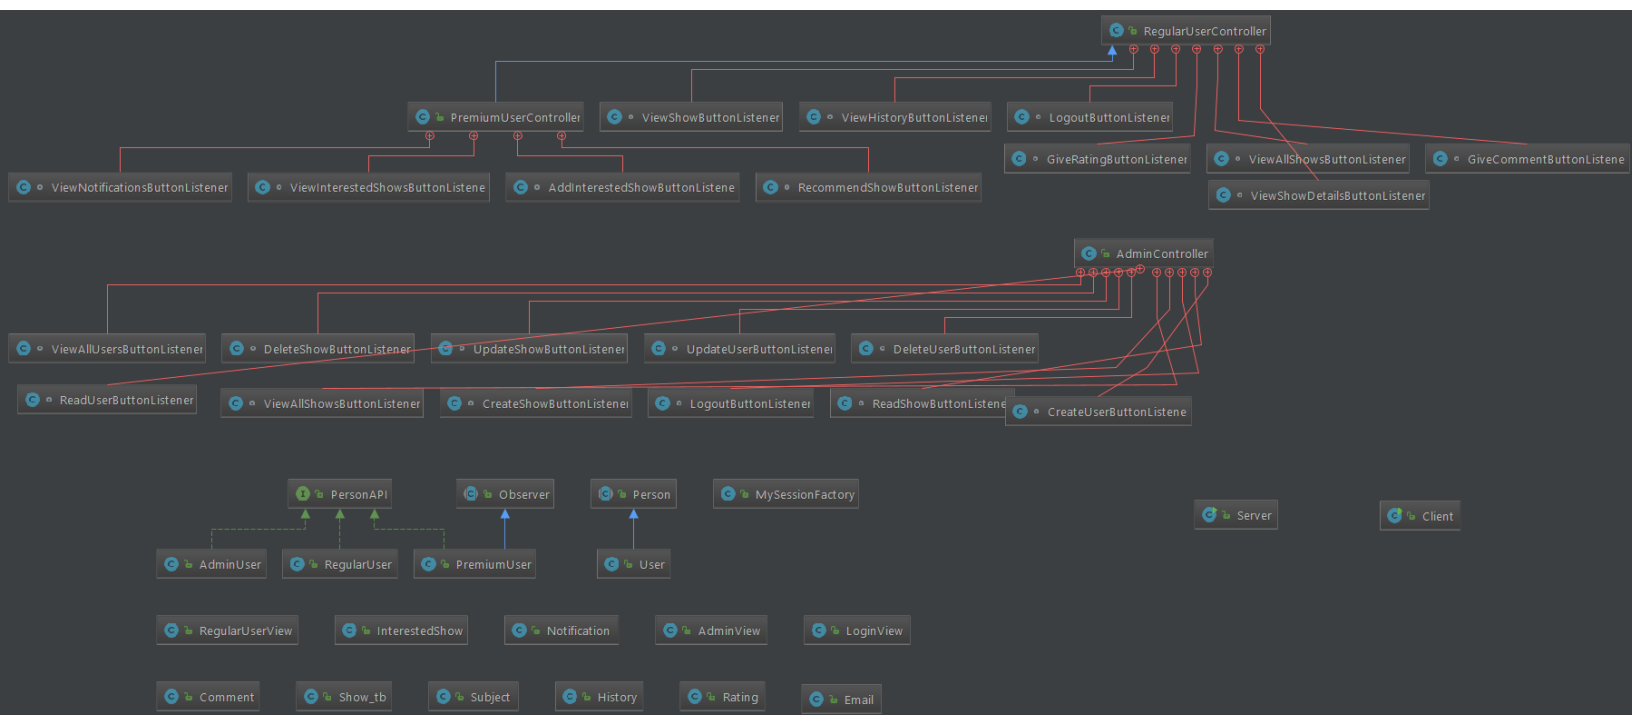 RegularUserController
PremiumUserController
ViewShowButtonListener
ViewHistoryButtonListener
LogoutButtonListener
GiveRatingButtonListener
ViewAllShowsButtonListener
GiveCommentButtonListene
ViewNotificationsButtonListener
ViewInterestedShowsButtonListene
AddInterestedShowButtonListene
RecommendShowButtonListener
ViewShowDetailsButtonListener
AdminController
ViewAllUsersButtonListener
DeleteShowButtonListener
UpdateShowButtonListener
UpdateUserButtonListener
DeleteUserButtonListener
ReadUserButtonListener
ViewAllShowsButtonListener
CreateShowButtonListener
LogoutButtonListener
ReadShowButtonListene
CreateUserButtonListene
PersonAPI
Observer
Person
MySessionFactory
Server
Client
AdminUser
RegularUser
PremiumUser
User
RegularUserView
InterestedShow
Notification
AdminView
LoginView
Comment
Show_tb
Subject
History
Rating
Email